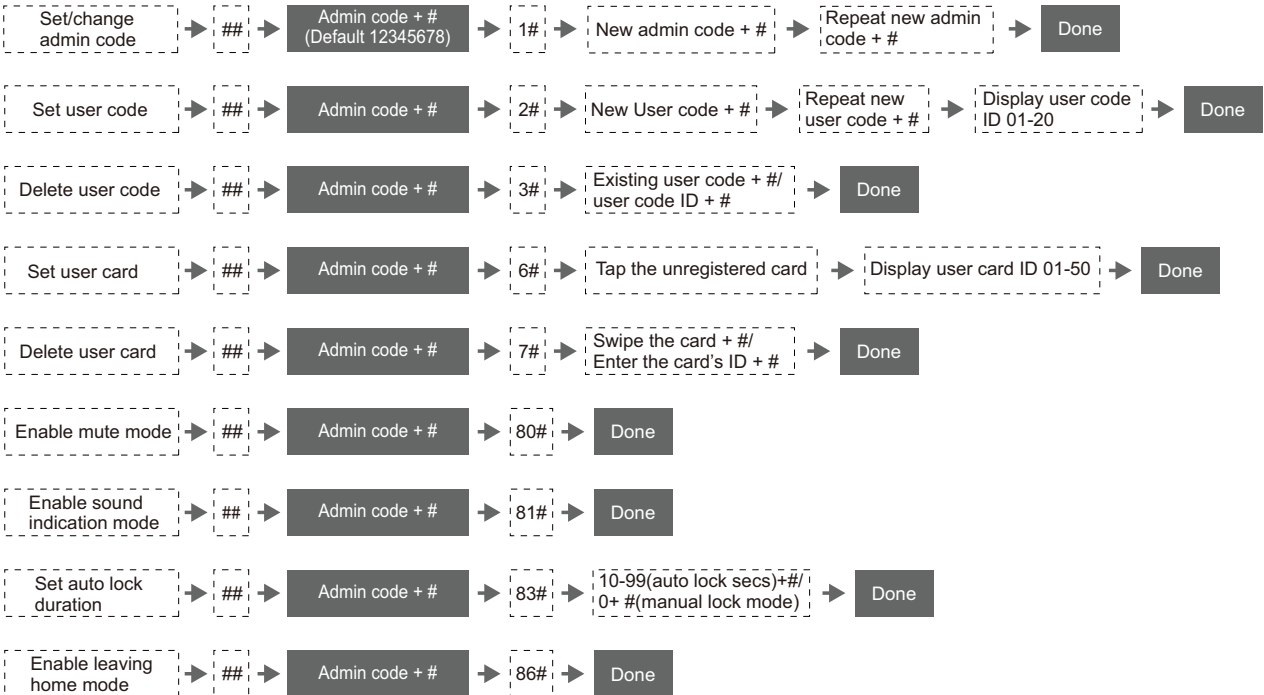 Set/change
admin code
##
Admin code + #
(Default 12345678)
1#
New admin code + #
Repeat new admin
code + #
Done
Set user code
##
Admin code + #
2#
New User code + #
Repeat new
user code + #
Display user code
ID 01-20
Done
Delete user code
##
Admin code + #
3#
Existing user code + #/
user code ID + #
Done
Set user card
##
Admin code + #
6#
Tap the unregistered card
Display user card ID 01-50
Done
Delete user card
##
Admin code + #
7#
Swipe the card + #/
Enter the card's ID + #
Done
Enable mute mode
##
Admin code + #
80#
Done
Enable sound
indication mode
##
Admin code + #
81#
Done
Set auto lock
duration
##
Admin code + #
83#
10-99(auto lock secs)+#/
0+ #(manual lock mode)
Done
Enable leaving
home mode
##
Admin code + #
86#
Done